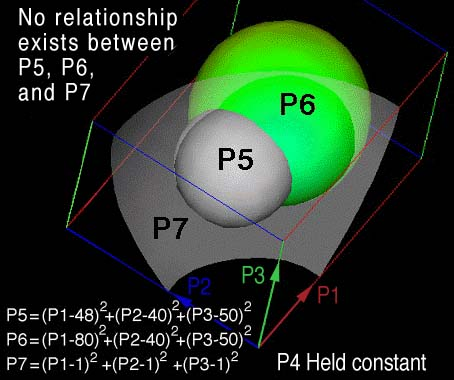 No relationship
exists between
P5, P6,
and P7
P6
P5
P7
P3
P2
P1
P5=(P1-48)²+(P2-40)²+(P3-50)²
P6=(P1-80)²+(P2-40)²+(P3-50)²
P7=(P1-1)²+(P2-1)²+(P3-1)²
P4 Held constant